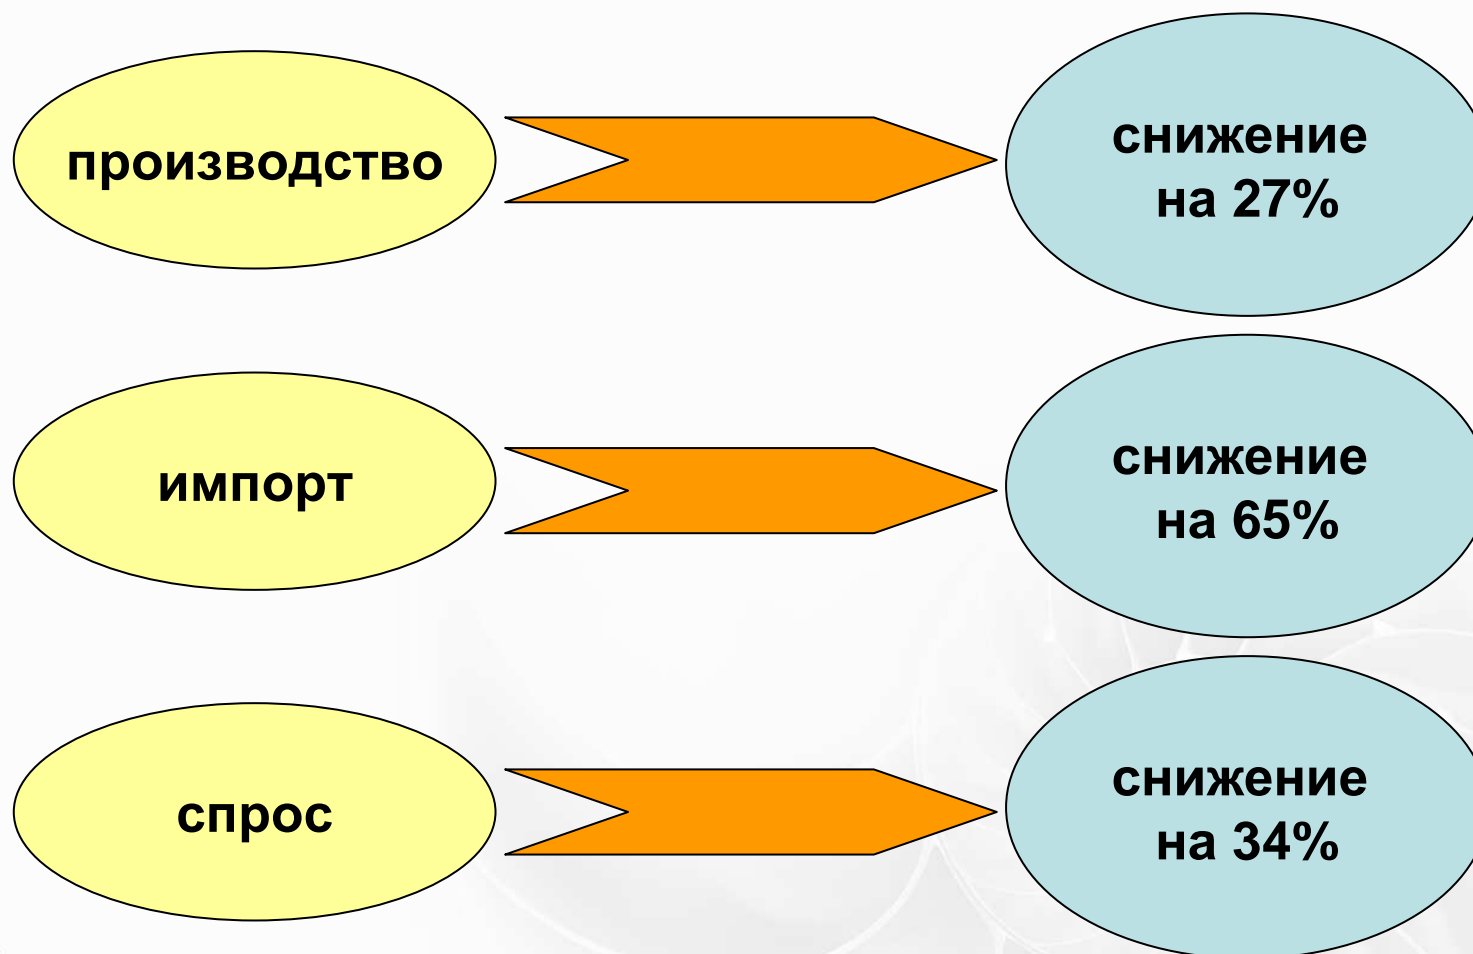 производство
снижение
на 27%
импорт
снижение
на 65%
спрос
снижение
на 34%